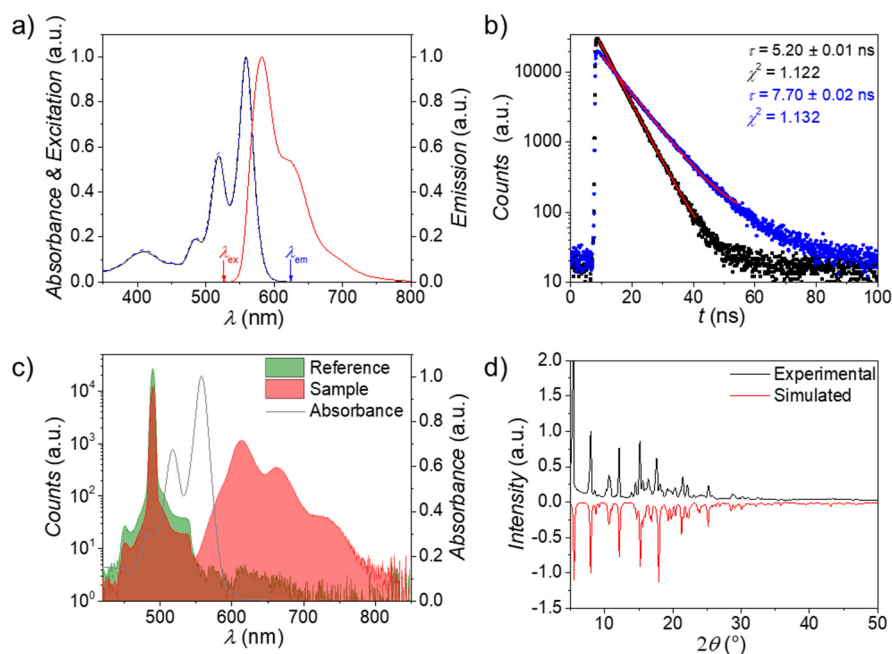 a)
Absorbance & Excitation (a.u.)
1.0
0.8
0.6
0.4
0.2
0.0
λex
λem
1.0
0.8
0.6
0.4
0.2
0.0
Emission (a.u.)
400 500 600 700 800
λ (nm)
b)
Counts (a.u.)
10000
1000
100
10
τ = 5.20 ± 0.01 ns
χ² = 1.122
τ = 7.70 ± 0.02 ns
χ² = 1.132
0 20 40 60 80 100
t (ns)
c)
Counts (a.u.)
10⁴
10³
10²
10¹
10⁰
Reference
Sample
Absorbance
1.0
0.8
0.6
0.4
0.2
0.0
Absorbance (a.u.)
500 600 700 800
λ (nm)
d)
Intensity (a.u.)
2.0
1.5
1.0
0.5
0.0
-0.5
-1.0
-1.5
Experimental
Simulated
10 20 30 40 50
2θ (°)